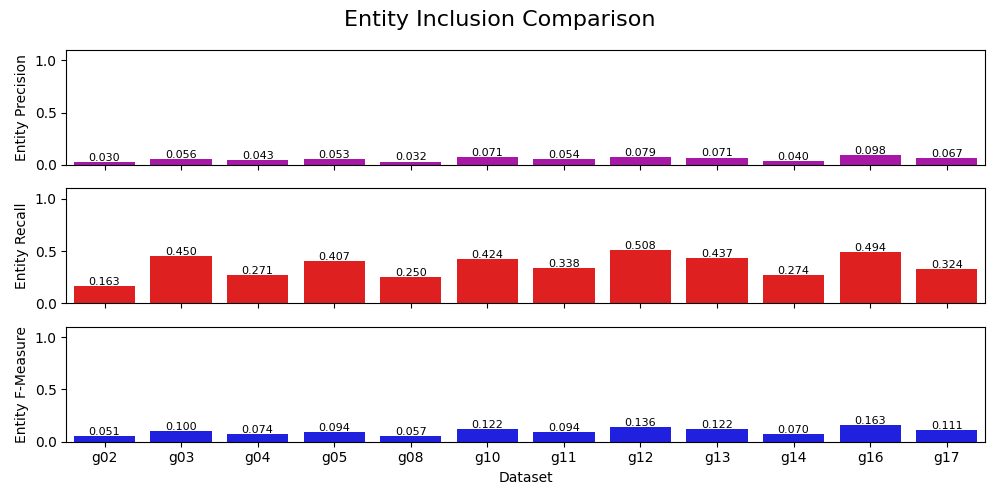 Entity Inclusion Comparison
Entity Precision
1.0
0.5
0.0
0.030 0.056 0.043 0.053 0.032 0.071 0.054 0.079 0.071 0.040 0.098 0.067
Entity Recall
1.0
0.5
0.0
0.163 0.450 0.271 0.407 0.250 0.424 0.338 0.508 0.437 0.274 0.494 0.324
Entity F-Measure
1.0
0.5
0.0
0.051 0.100 0.074 0.094 0.057 0.122 0.094 0.136 0.122 0.070 0.163 0.111
g02 g03 g04 g05 g08 g10 g11 g12 g13 g14 g16 g17
Dataset